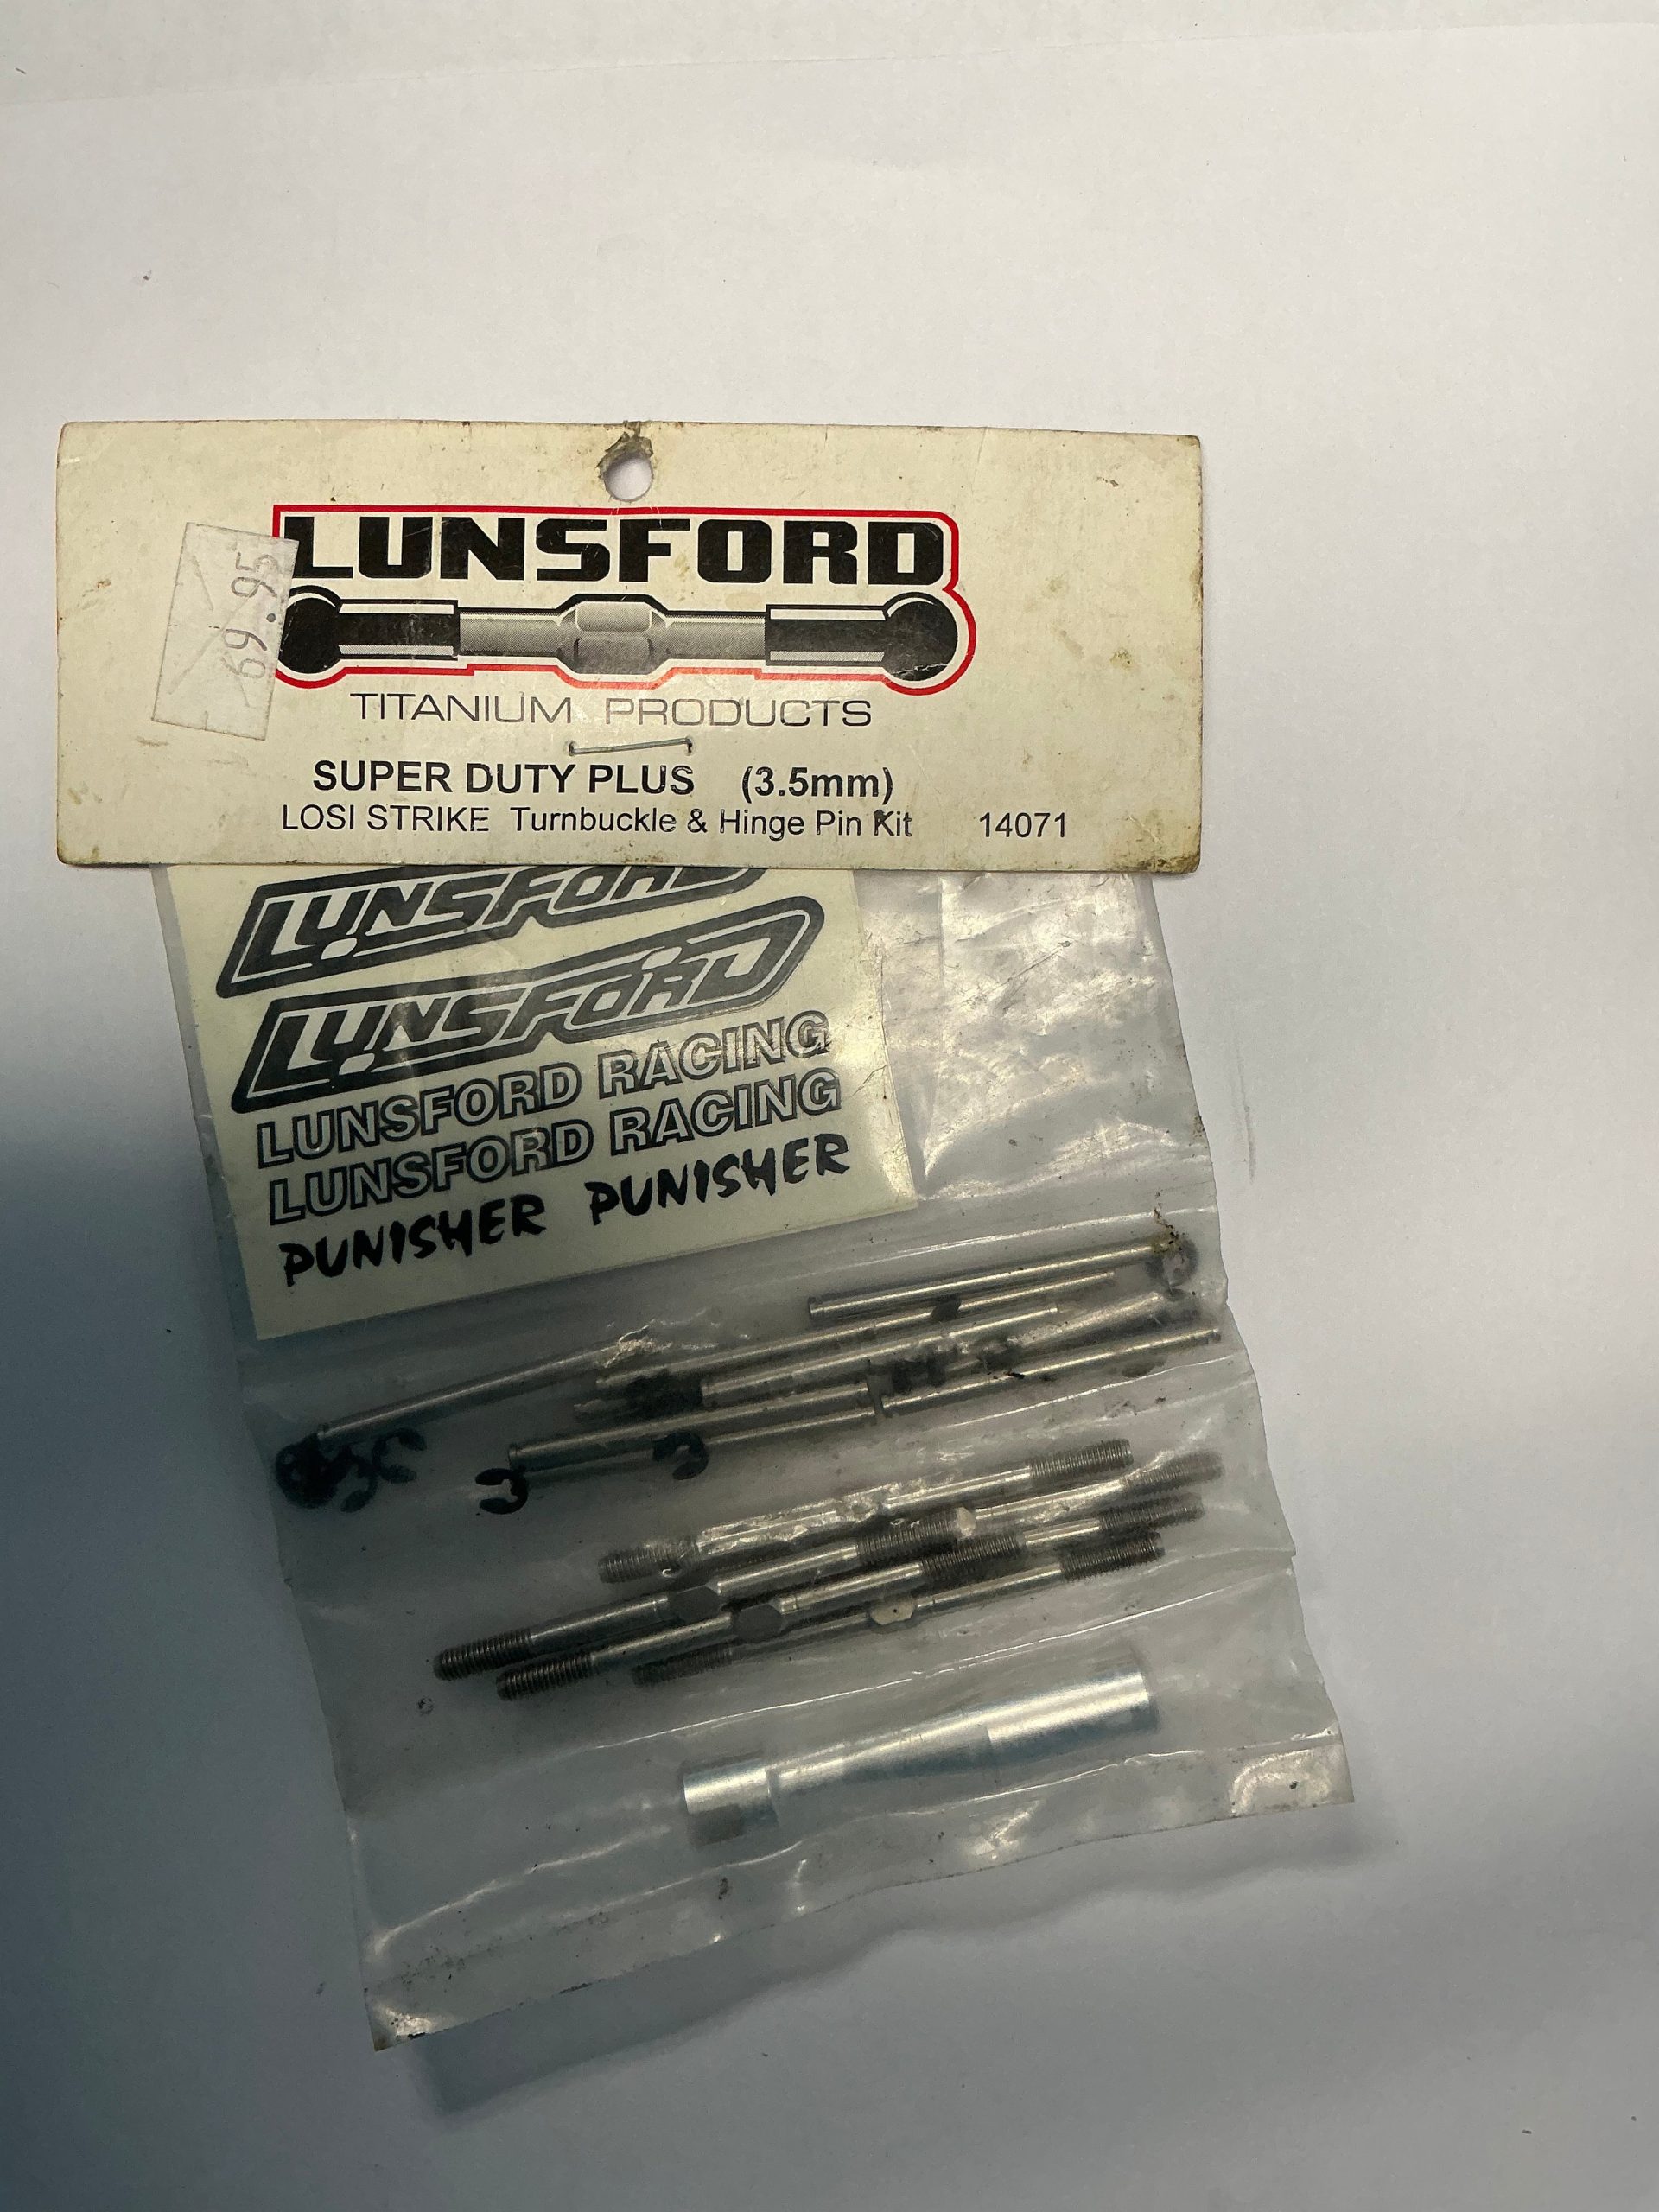 LUNSFORD
69.95
TITANIUM PRODUCTS
SUPER DUTY PLUS (3.5mm)
LOSI STRIKE Turnbuckle & Hinge Pin Kit 14071
LUNSFORD
LUNSFORD
LUNSFORD RACING
LUNSFORD RACING
PUNISHER PUNISHER